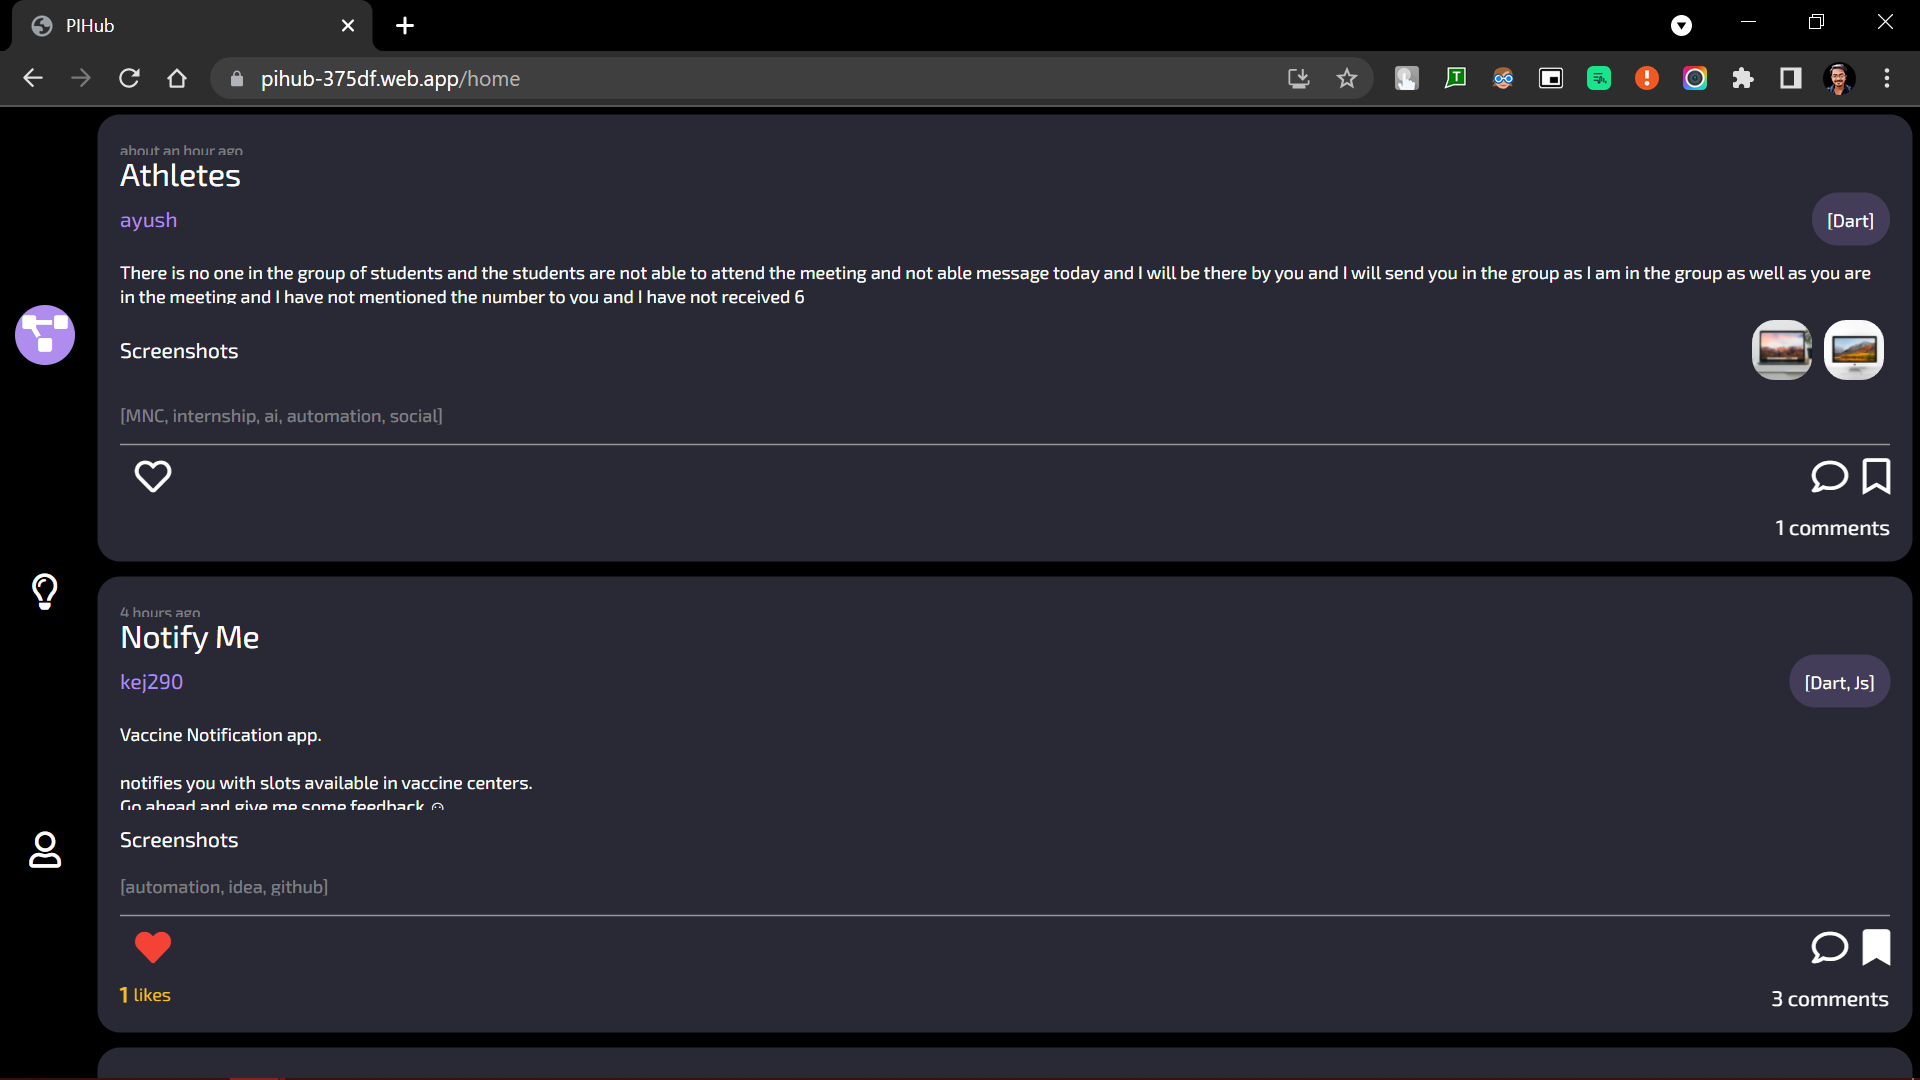 PIHub
pihub-375df.web.app/home
about an hour ago
Athletes
ayush
[Dart]
There is no one in the group of students and the students are not able to attend the meeting and not able message today and I will be there by you and I will send you in the group as I am in the group as well as you are
in the meeting and I have not mentioned the number to you and I have not received 6
Screenshots
[MNC, internship, ai, automation, social]
1 comments
4 hours ago
Notify Me
kej290
[Dart, Js]
Vaccine Notification app.
notifies you with slots available in vaccine centers.
Go ahead and give me some feedback ☺
Screenshots
[automation, idea, github]
1 likes
3 comments